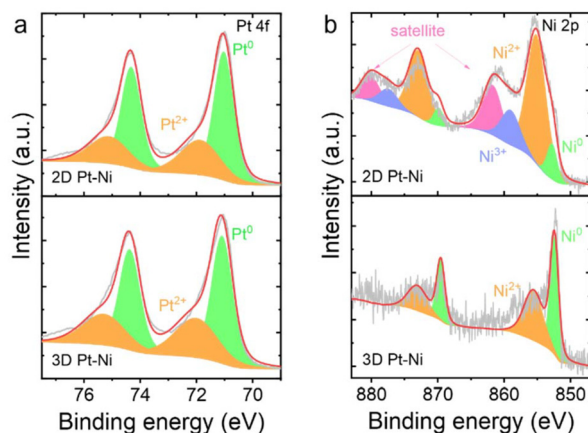 a
Pt 4f
Pt⁰
Pt²⁺
2D Pt-Ni
Pt⁰
Pt²⁺
3D Pt-Ni
Intensity (a.u.)
76 74 72 70
Binding energy (eV)
b
Ni 2p
satellite
Ni²⁺
Ni³⁺
Ni⁰
2D Pt-Ni
Ni⁰
Ni²⁺
3D Pt-Ni
Intensity (a.u.)
880 870 860 850
Binding energy (eV)